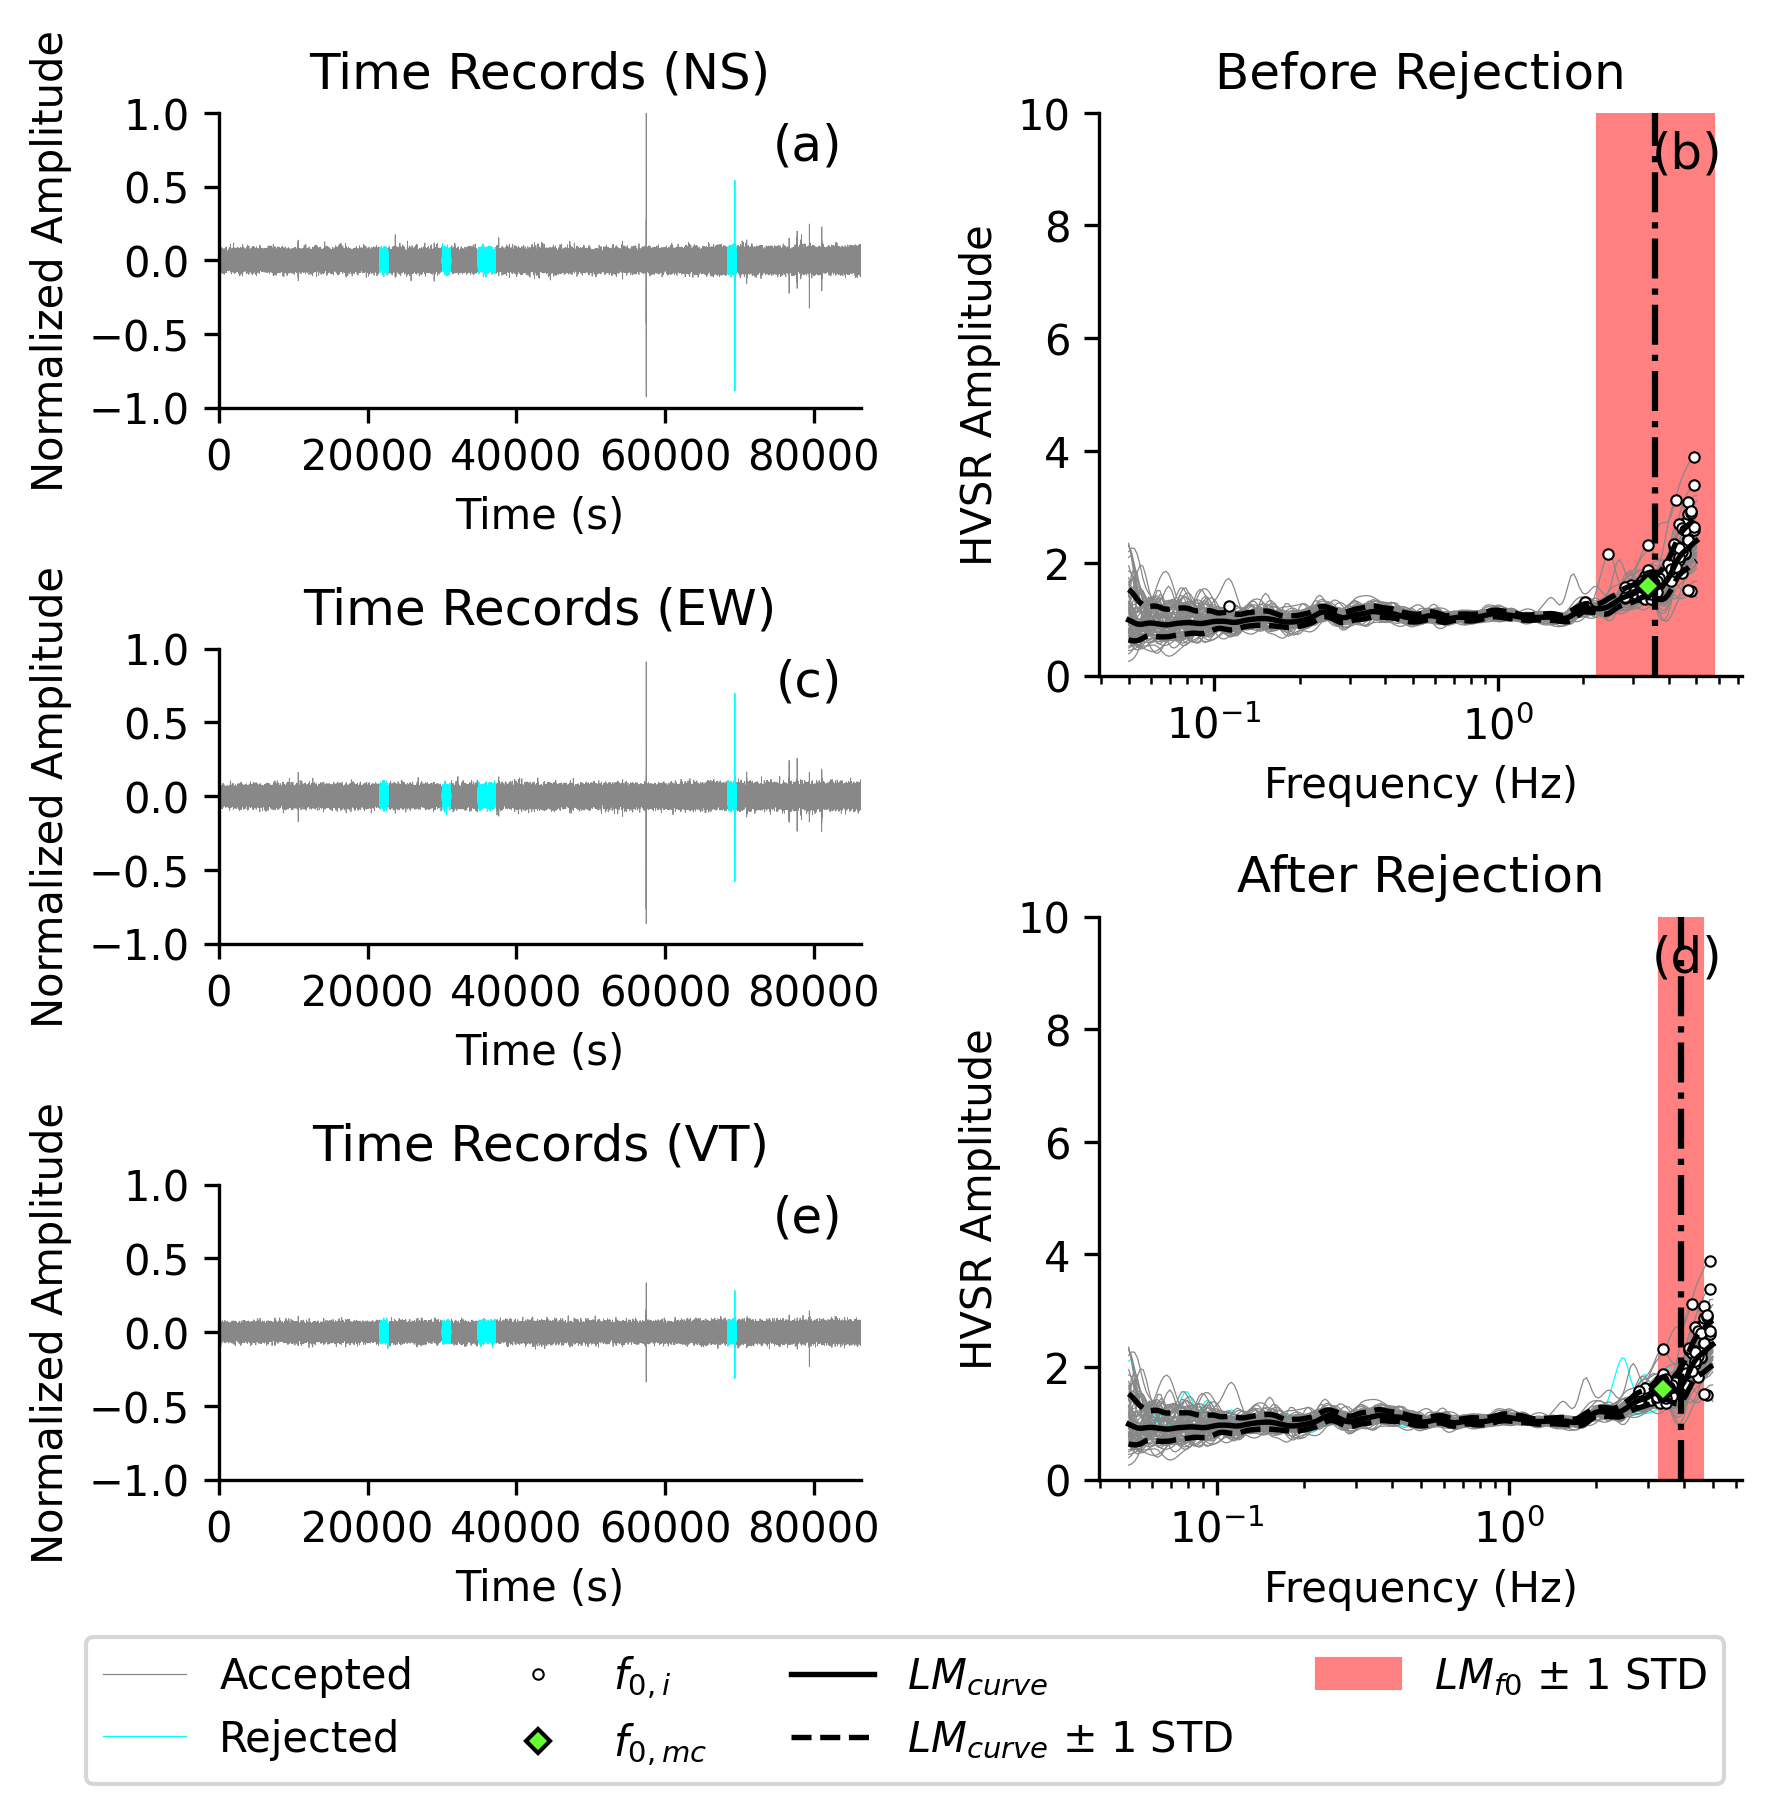 Time Records (NS)
Normalized Amplitude
1.0
0.5
0.0
−0.5
−1.0
(a)
0 20000 40000 60000 80000
Time (s)
Before Rejection
HVSR Amplitude
10
8
6
4
2
0
(b)
10⁻¹ 10⁰
Frequency (Hz)
Time Records (EW)
Normalized Amplitude
1.0
0.5
0.0
−0.5
−1.0
(c)
0 20000 40000 60000 80000
Time (s)
After Rejection
HVSR Amplitude
10
8
6
4
2
0
(d)
10⁻¹ 10⁰
Frequency (Hz)
Time Records (VT)
Normalized Amplitude
1.0
0.5
0.0
−0.5
−1.0
(e)
0 20000 40000 60000 80000
Time (s)
Accepted
Rejected
f0,i
f0,mc
LMcurve
LMcurve ± 1 STD
LMf0 ± 1 STD